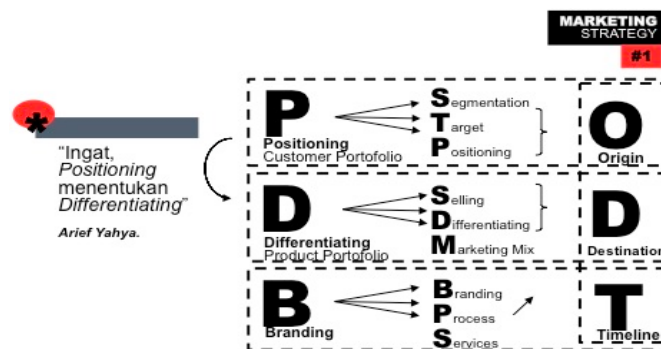 MARKETING
STRATEGY
#1
*
"Ingat,
Positioning
menentukan
Differentiating"
Arief Yahya.
P
Positioning
Customer Portofolio
Segmentation
Target
Positioning
O
Origin
D
Differentiating
Product Portofolio
Selling
Differentiating
Marketing Mix
D
Destination
B
Branding
Branding
Process
Services
T
Timeline